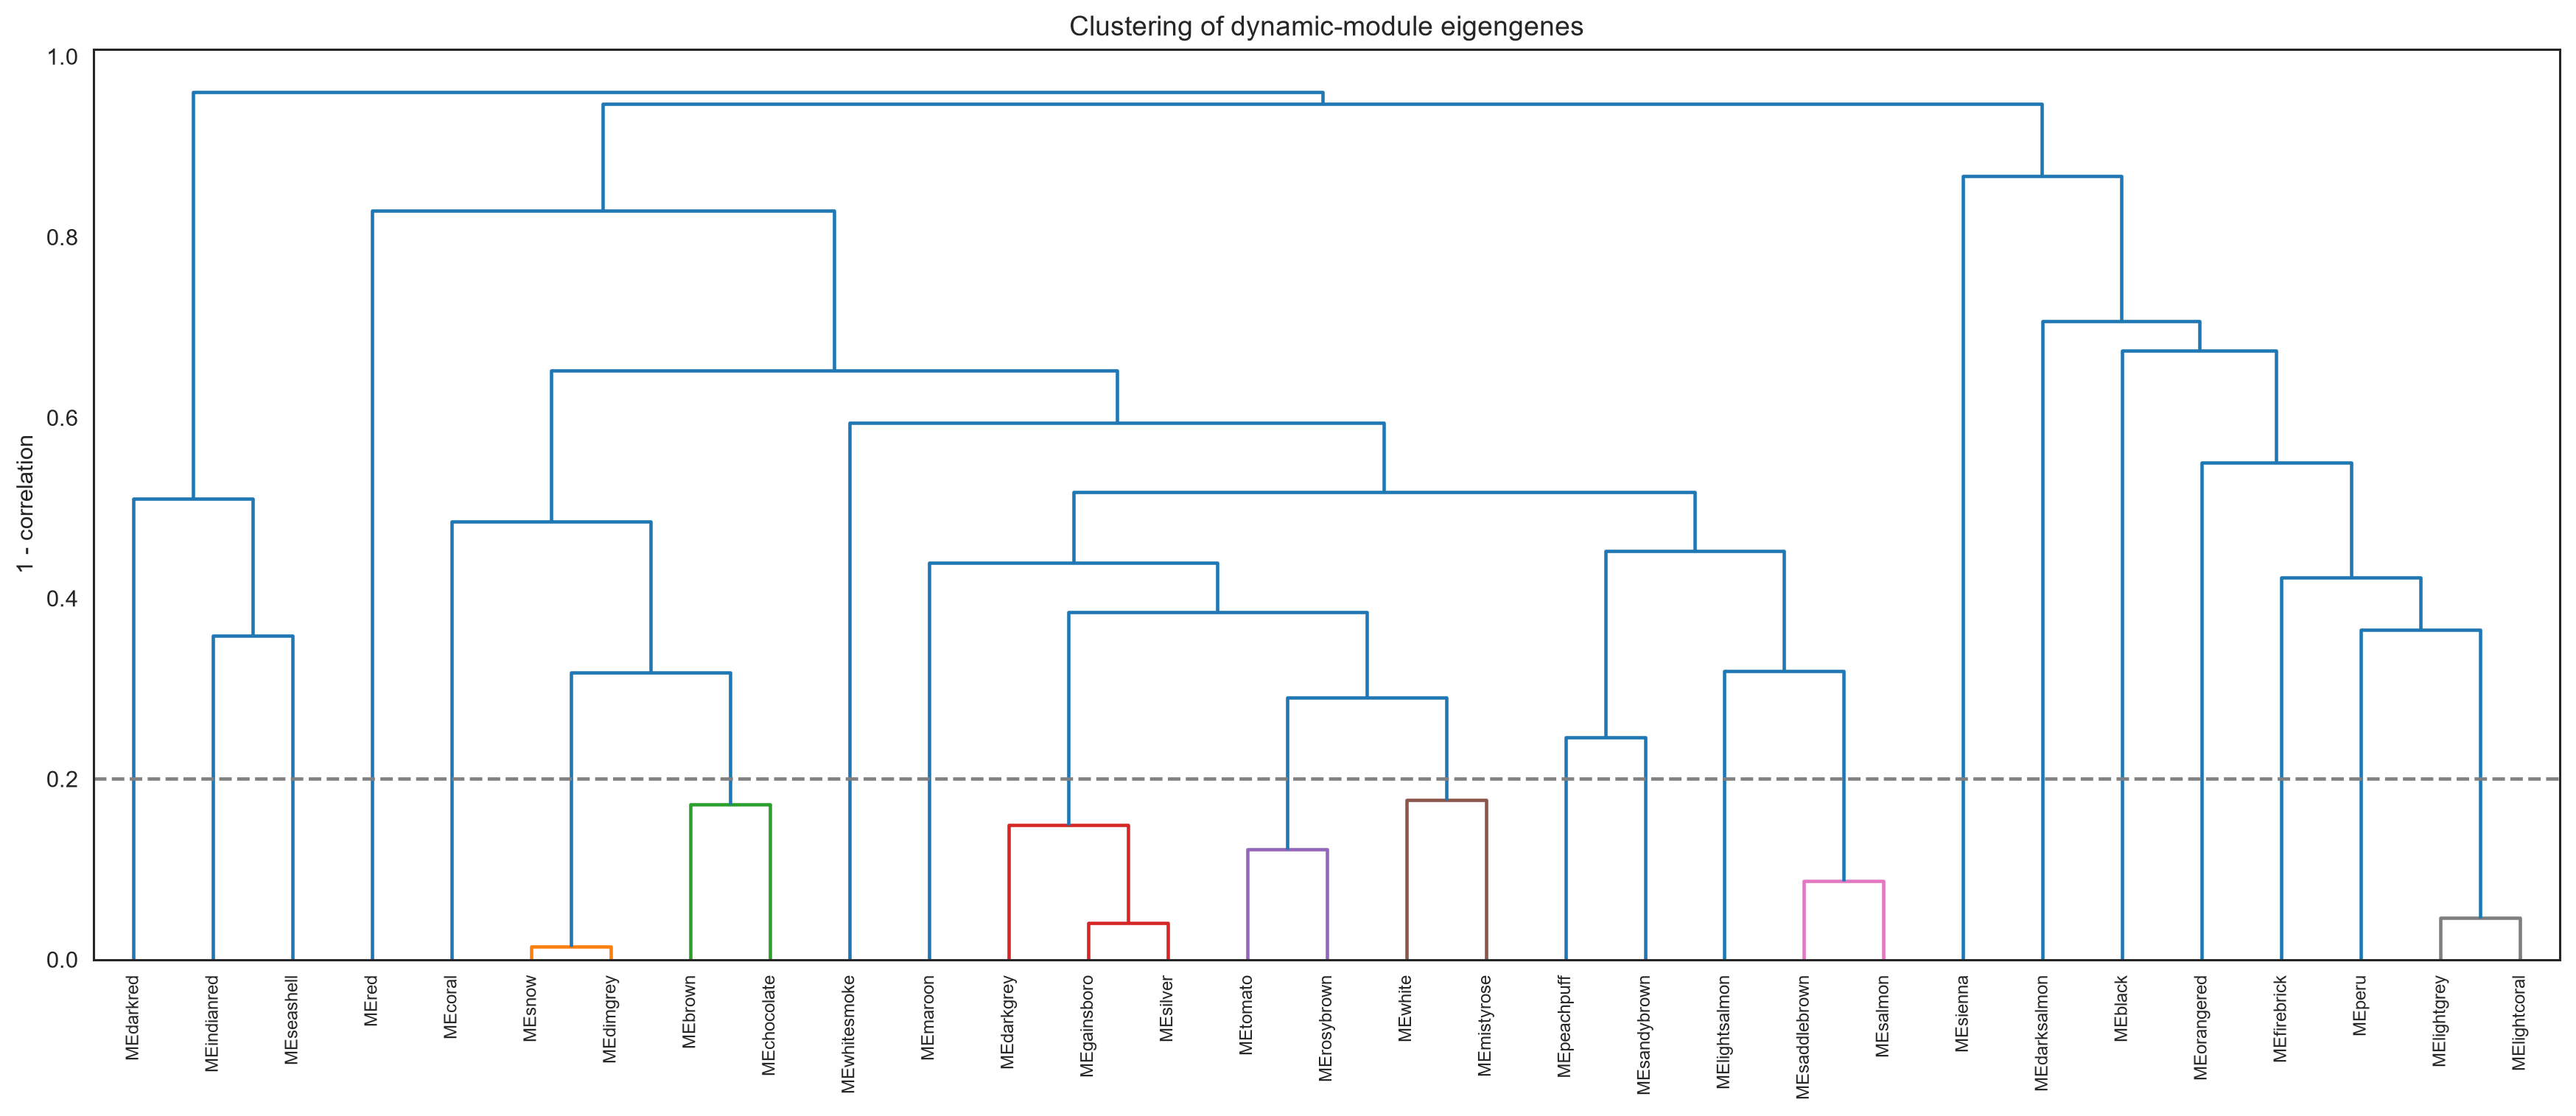 Clustering of dynamic-module eigengenes
1.0
0.8
0.6
0.4
0.2
0.0
1 - correlation
MEdarkred
MEindianred
MEseashell
MEred
MEcoral
MEsnow
MEdimgrey
MEbrown
MEchocolate
MEwhitesmoke
MEmaroon
MEdarkgrey
MEgainsboro
MEsilver
MEtomato
MErosybrown
MEwhite
MEmistyrose
MEpeachpuff
MEsandybrown
MElightsalmon
MEsaddlebrown
MEsalmon
MEsienna
MEdarksalmon
MEblack
MEorangered
MEfirebrick
MEperu
MElightgrey
MElightcoral